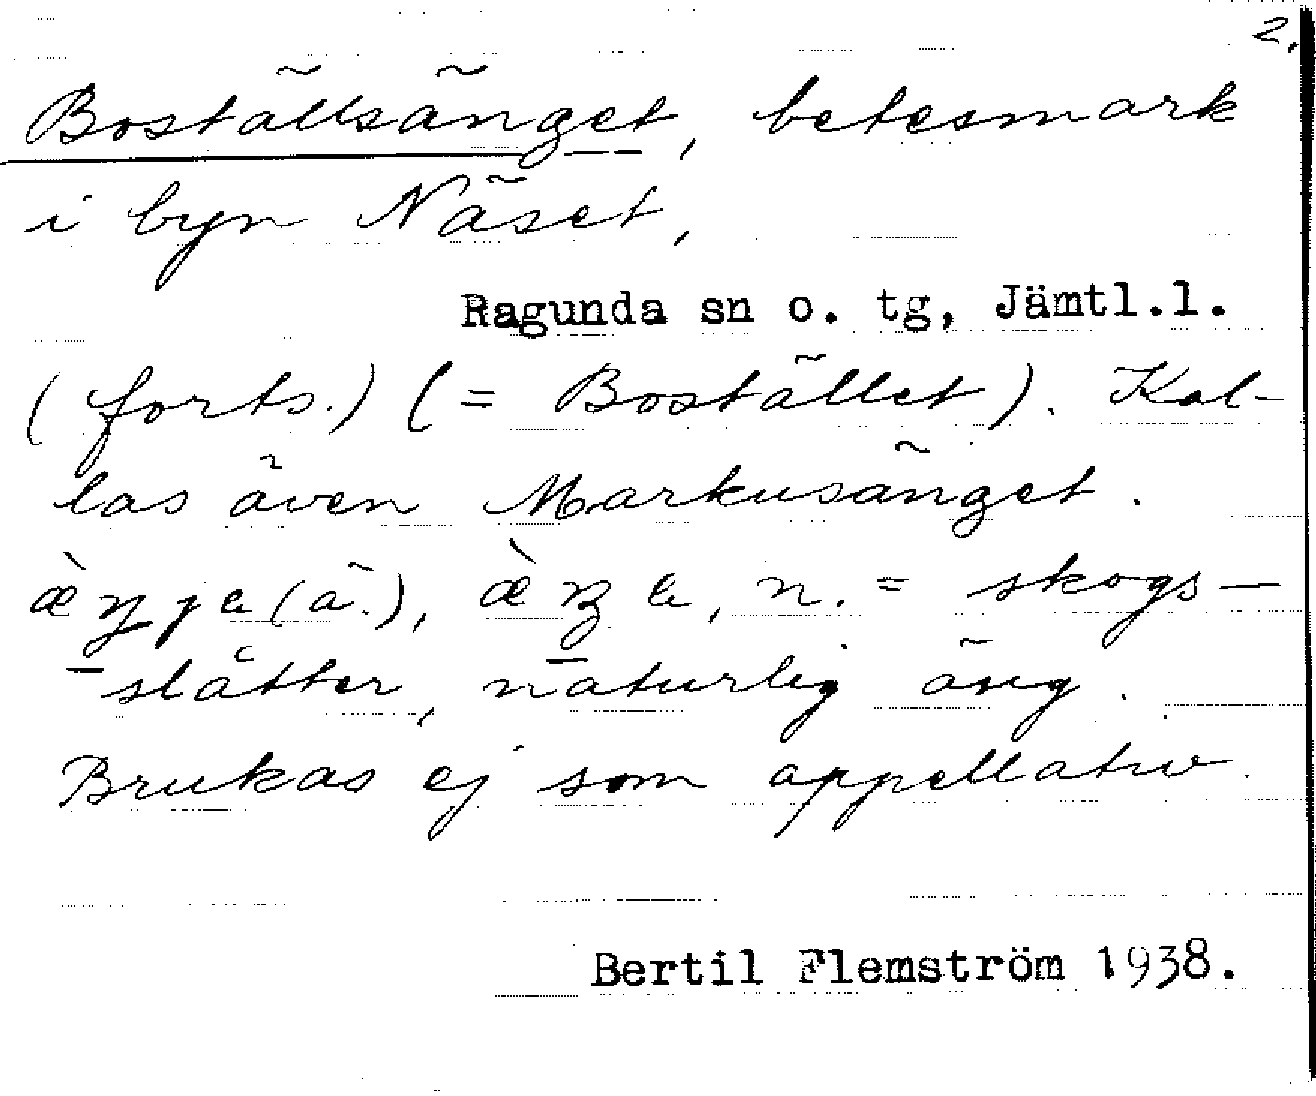 2.
Boställsänget, betesmark
i byn Näset,
Ragunda sn o. tg, Jämtl.l.
(forts.) (= Bostället). Kal-
las även Markusänget.
n. = skogs-
-slåtter, naturlig äng.
Brukas ej som appellativ.
Bertil Flemström 1938.